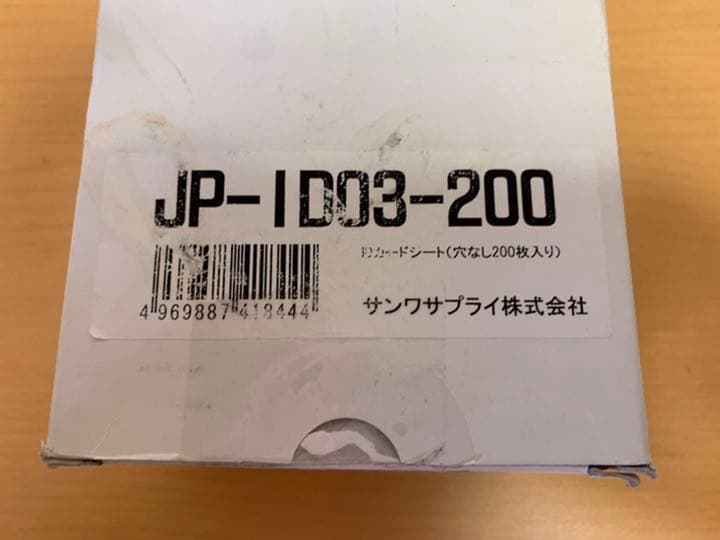 JP-ID03-200
IDカードシート(穴なし200枚入り)
4 969887 418444
サンワサプライ株式会社